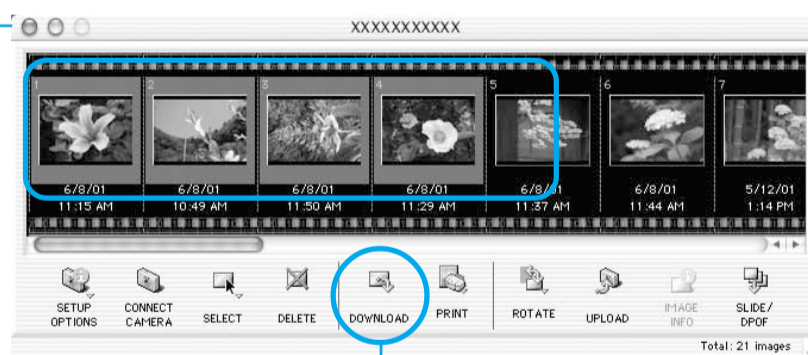 XXXXXXXXXXX
1 2 3 4 5 6 7
6/8/01 6/8/01 6/8/01 6/8/01 6/8/01 6/8/01 5/12/01
11:15 AM 10:49 AM 11:50 AM 11:29 AM 11:37 AM 11:44 AM 1:14 PM
SETUP OPTIONS
CONNECT CAMERA
SELECT
DELETE
DOWNLOAD
PRINT
ROTATE
UPLOAD
IMAGE INFO
SLIDE/ DPOF
Total: 21 images